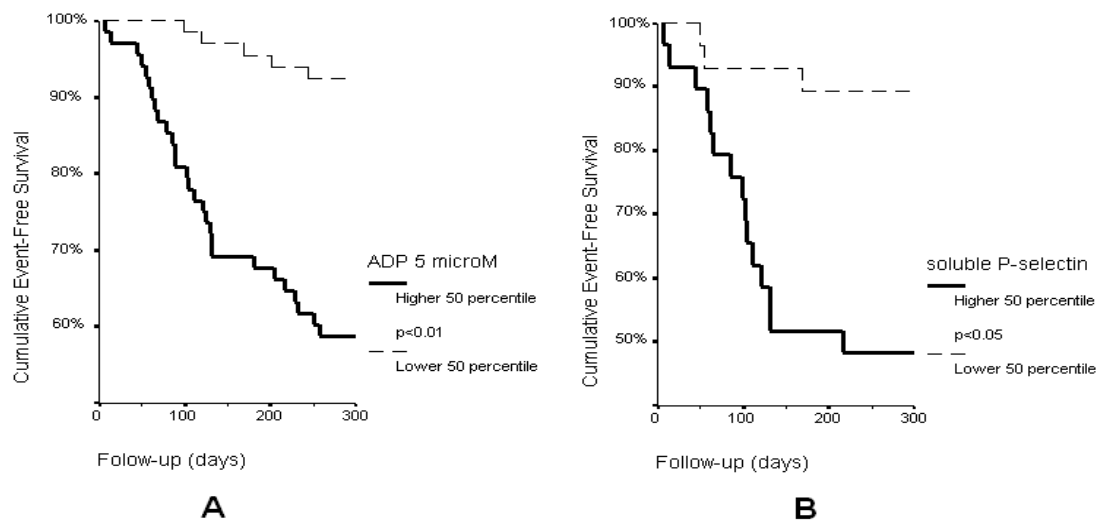 100%
90%
80%
70%
60%
Cumulative Event-Free Survival
0
100
200
300
Folow-up (days)
ADP 5 microM
Higher 50 percentile
p<0.01
Lower 50 percentile
A
100%
90%
80%
70%
60%
50%
Cumulative Event-Free Survival
0
100
200
300
Follow-up (days)
soluble P-selectin
Higher 50 percentile
p<0.05
Lower 50 percentile
B